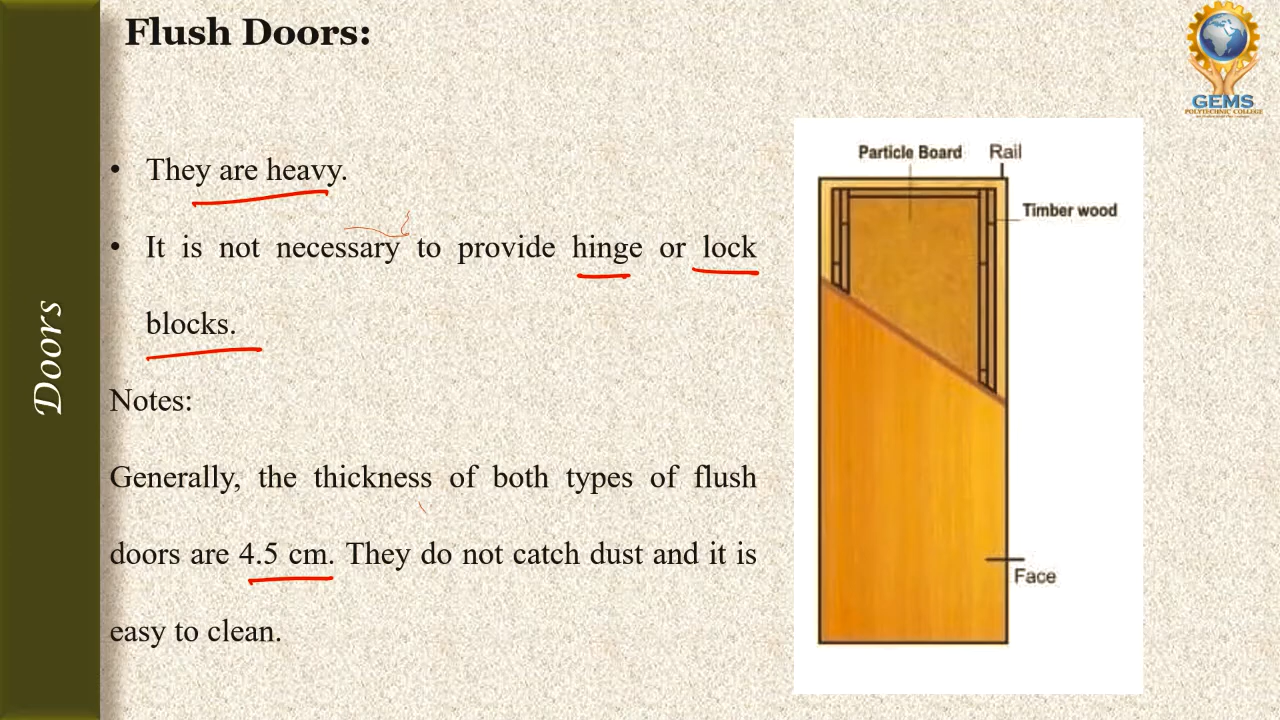 Flush Doors:
GEMS
POLYTECHNIC COLLEGE
• They are heavy.
• It is not necessary to provide hinge or lock
blocks.
Notes:
Generally, the thickness of both types of flush
doors are 4.5 cm. They do not catch dust and it is
easy to clean.
Doors
Particle Board
Rail
Timber wood
Face